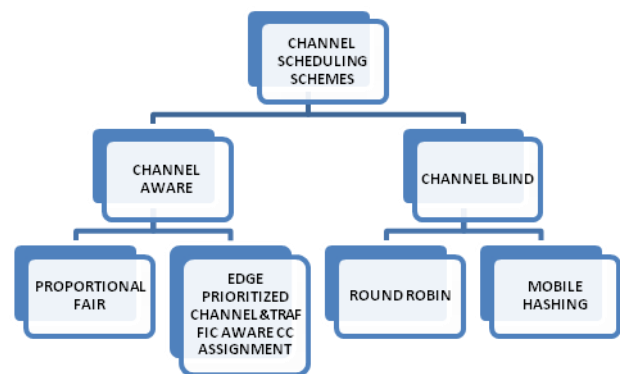 CHANNEL
SCHEDULING
SCHEMES
CHANNEL
AWARE
CHANNEL BLIND
PROPORTIONAL
FAIR
EDGE
PRIORITIZED
CHANNEL&TRAF
FIC AWARE CC
ASSIGNMENT
ROUND ROBIN
MOBILE
HASHING